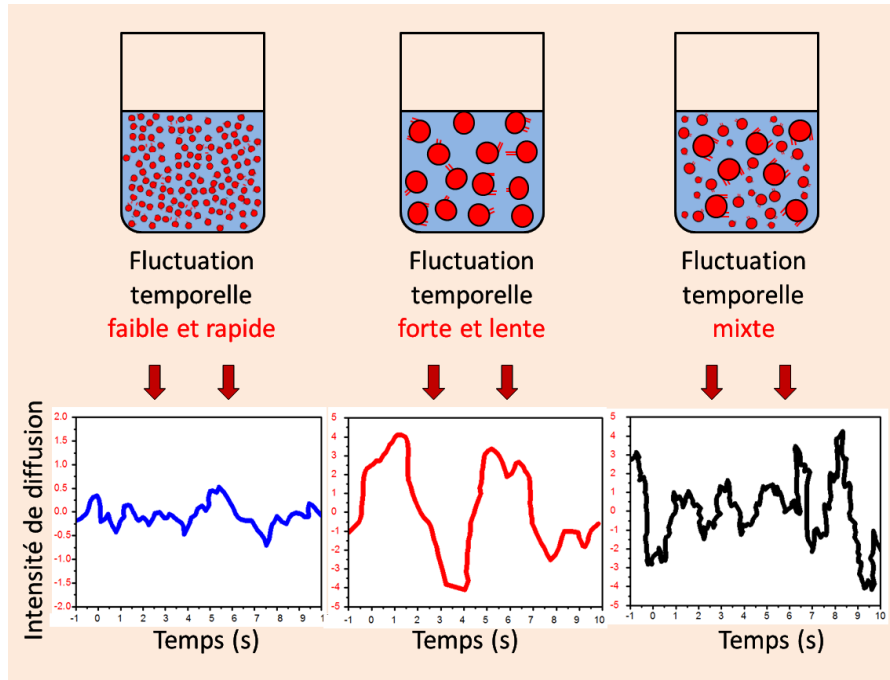 Fluctuation
temporelle
faible et rapide
Fluctuation
temporelle
forte et lente
Fluctuation
temporelle
mixte
Intensité de diffusion
2.0
1.5
1.0
0.5
0.0
-0.5
-1.0
-1.5
-2.0
-1 0 1 2 3 4 5 6 7 8 9 1
Temps (s)
5
4
3
2
1
0
-1
-2
-3
-4
-5
-1 0 1 2 3 4 5 6 7 8 9 10
Temps (s)
5
4
3
2
1
0
-1
-2
-3
-4
-5
-1 0 1 2 3 4 5 6 7 8 9 10
Temps (s)